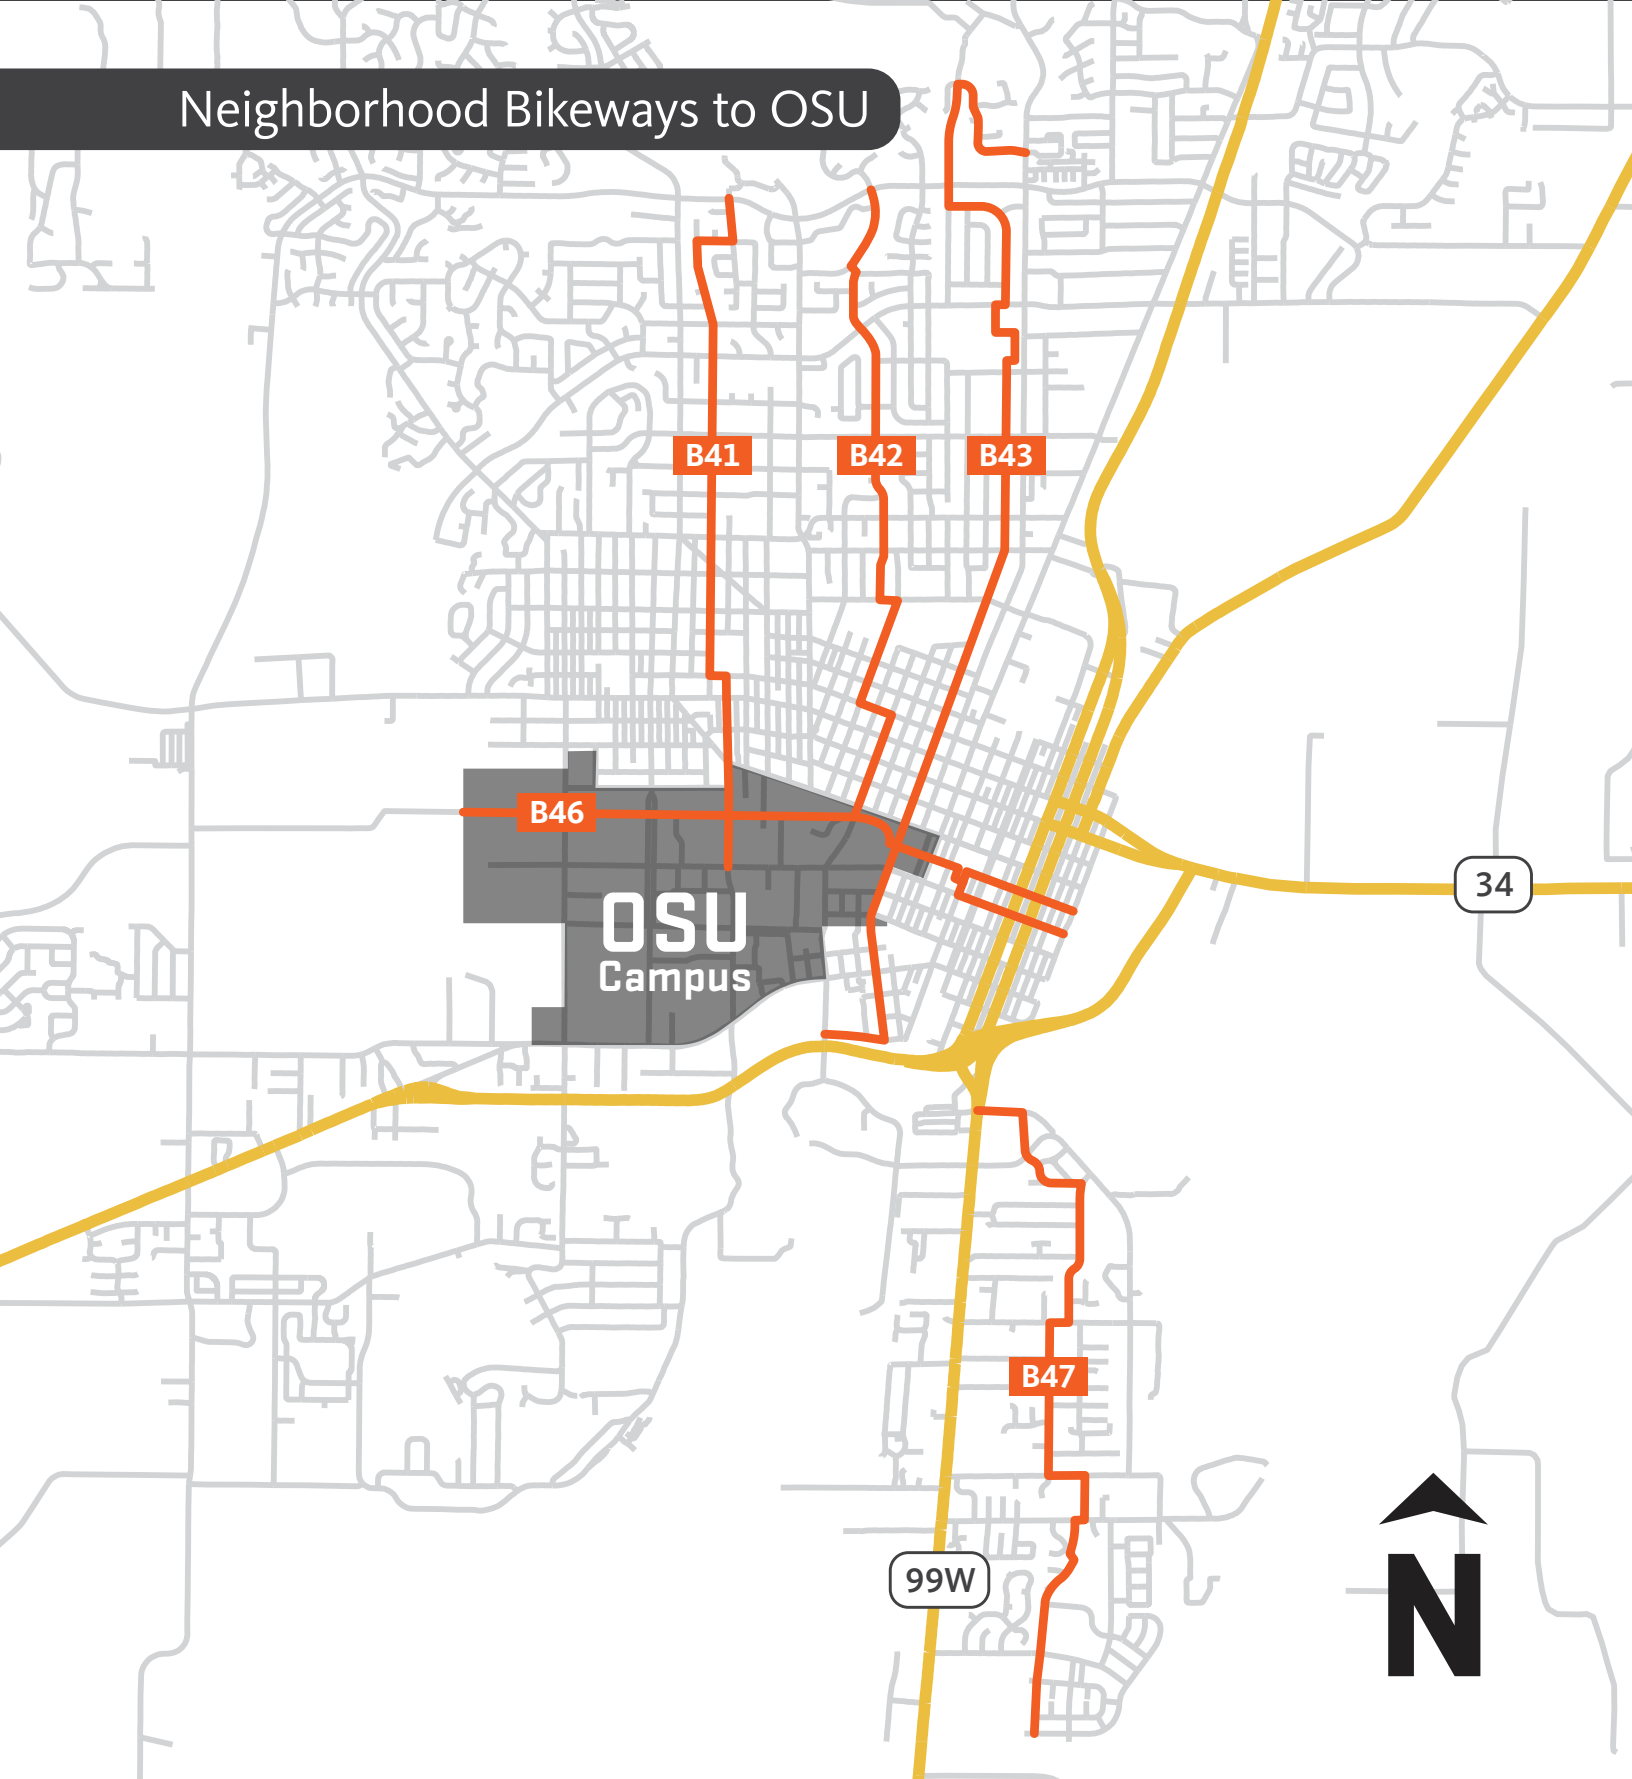 Neighborhood Bikeways to OSU
B41
B42
B43
B46
34
OSU
Campus
B47
99W
N